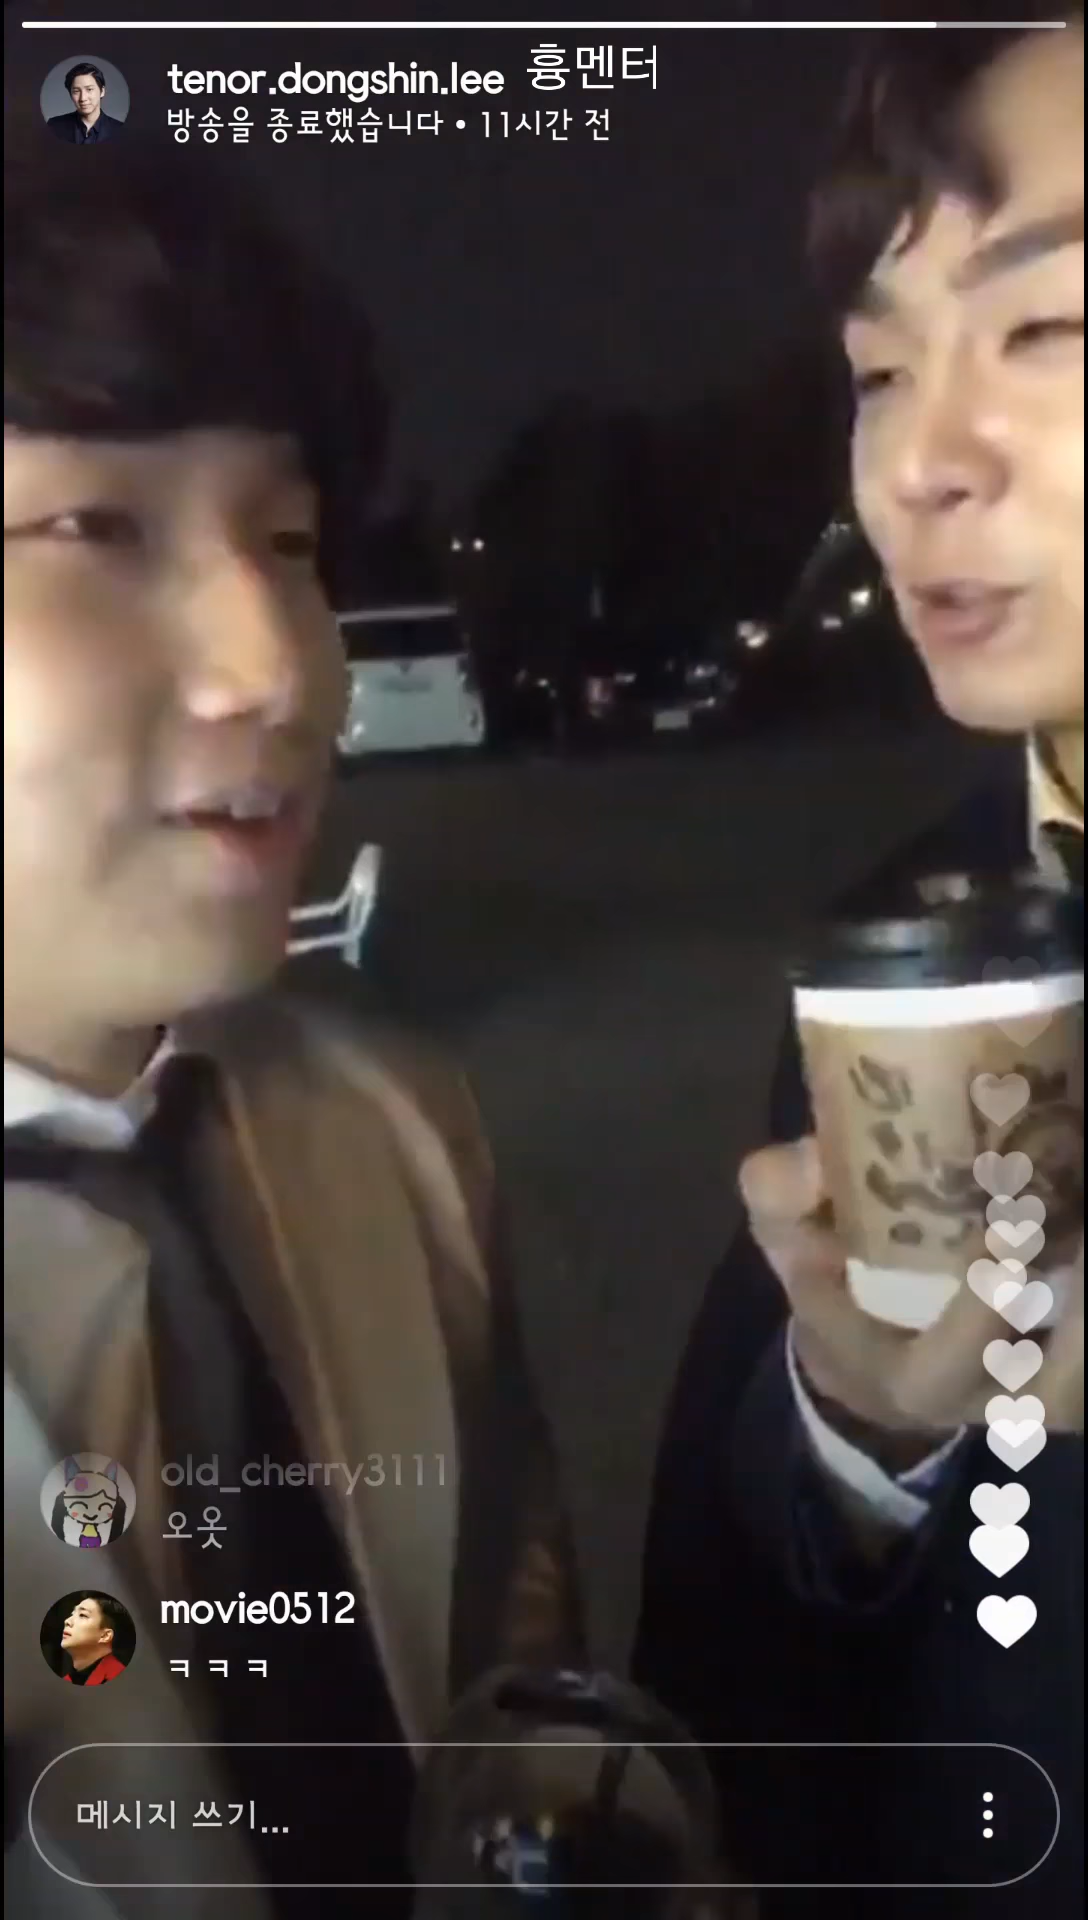 tenor.dongshin.lee 흉멘터
방송을 종료했습니다 • 11시간 전
old_cherry3111
오옷
movie0512
ㅋㅋㅋ
메시지 쓰기...